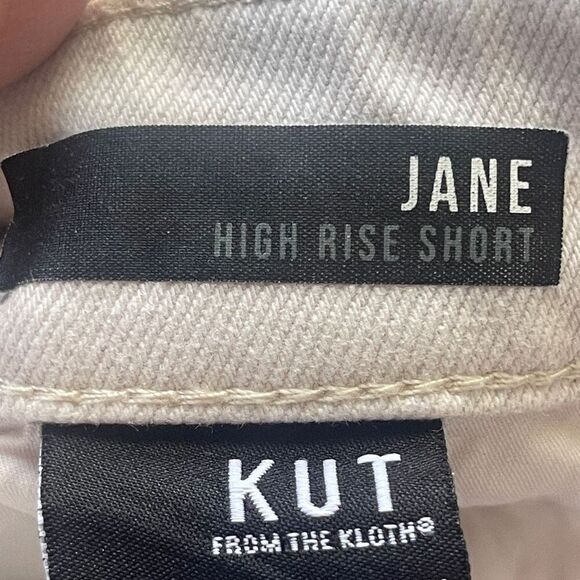 JANE
HIGH RISE SHORT
KUT
FROM THE KLOTH®